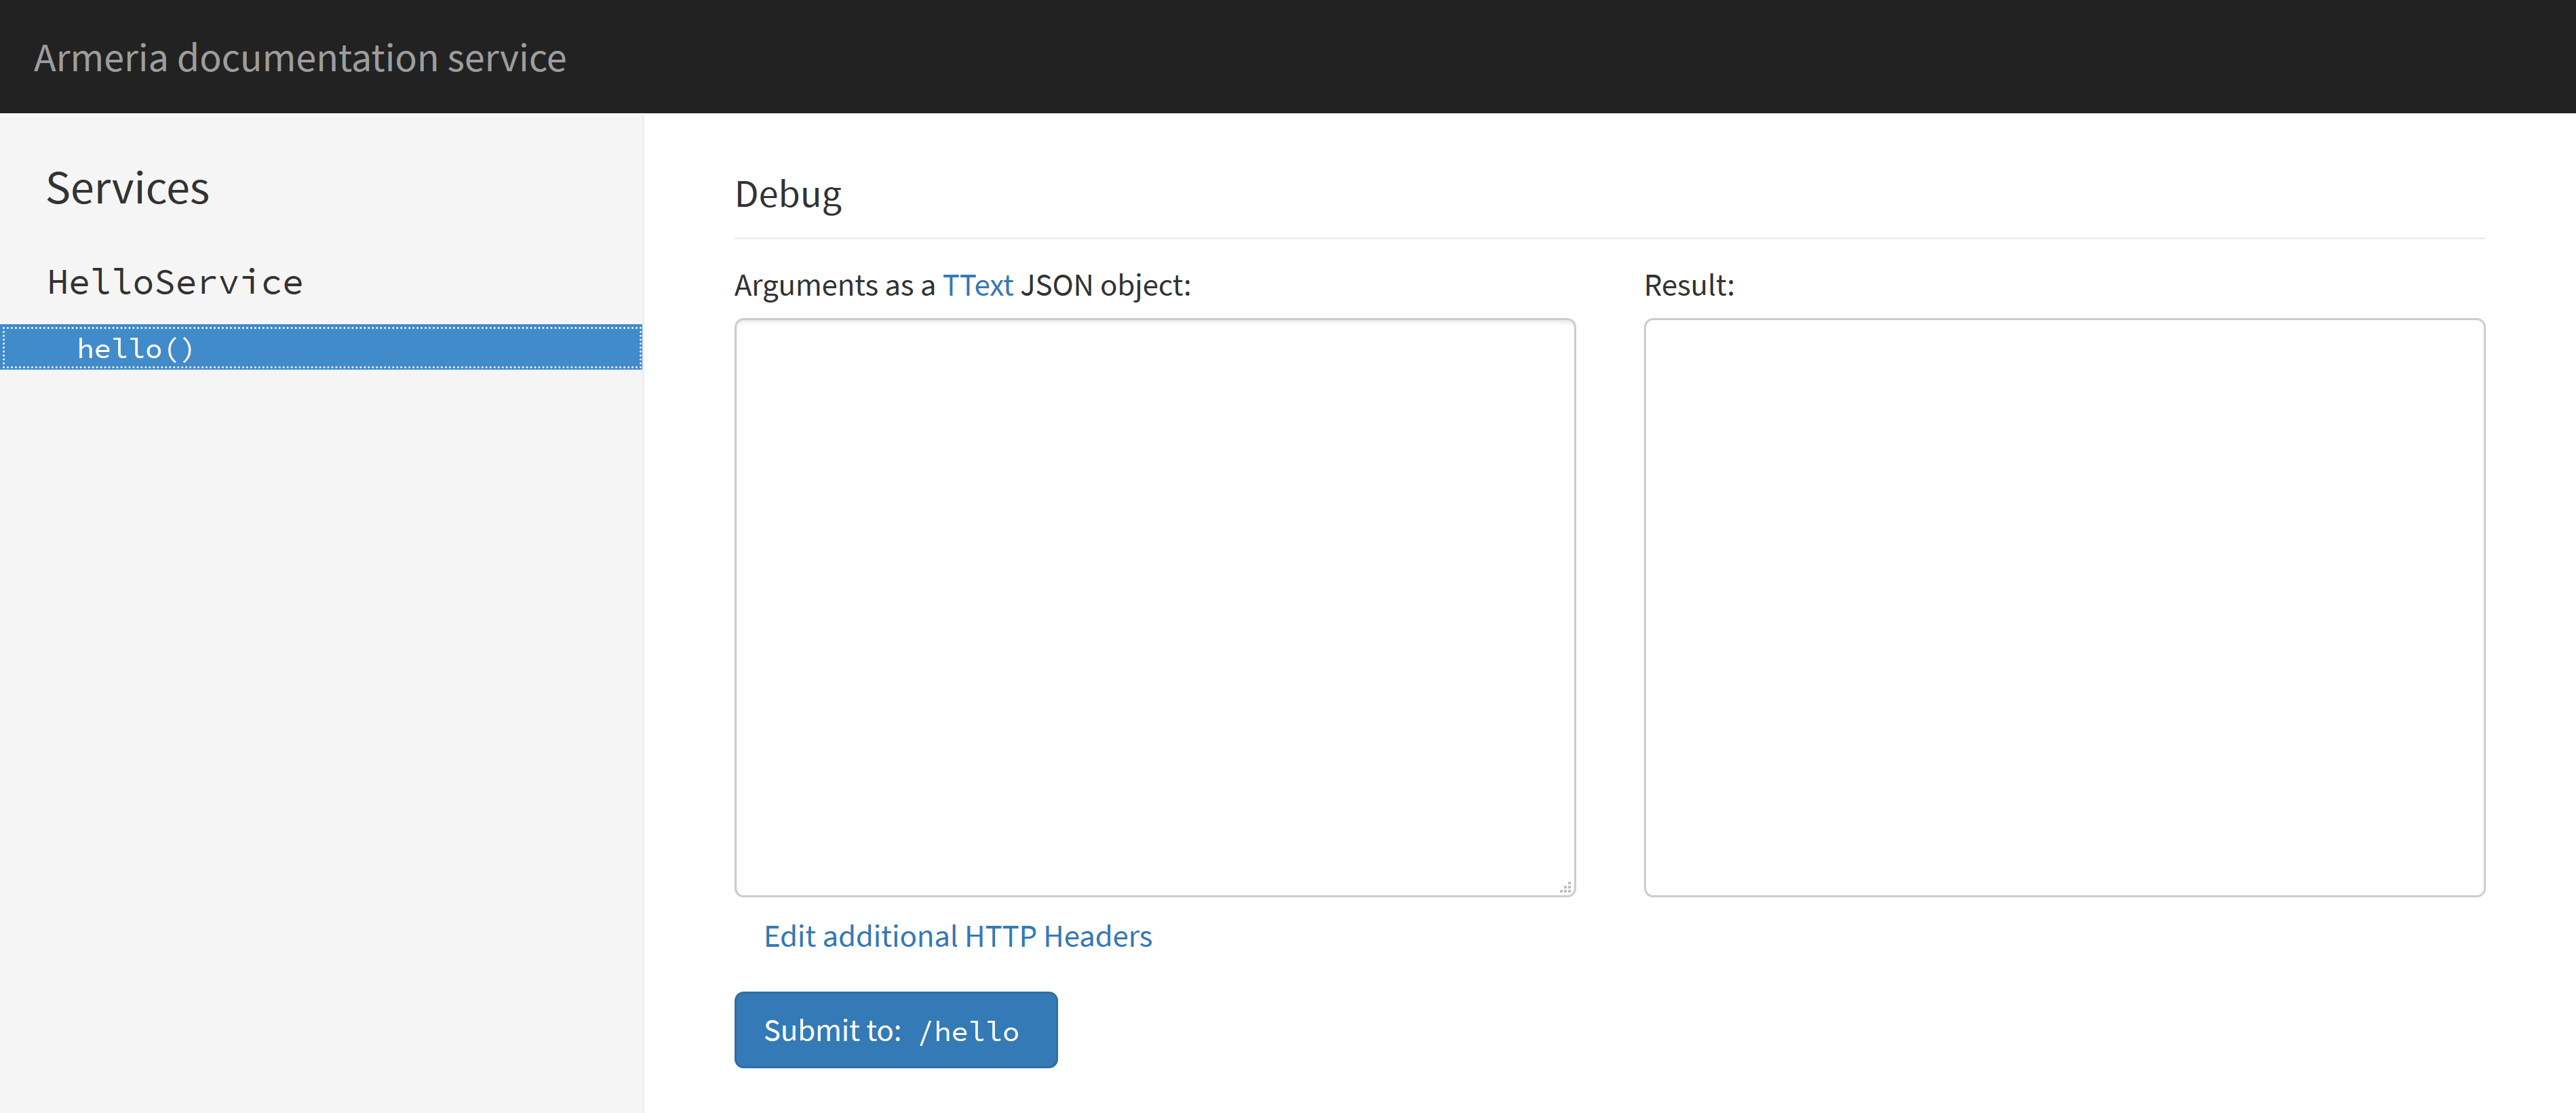 Armeria documentation service
Services
HelloService
hello()
Debug
Arguments as a TText JSON object:
Result:
Edit additional HTTP Headers
Submit to: /hello